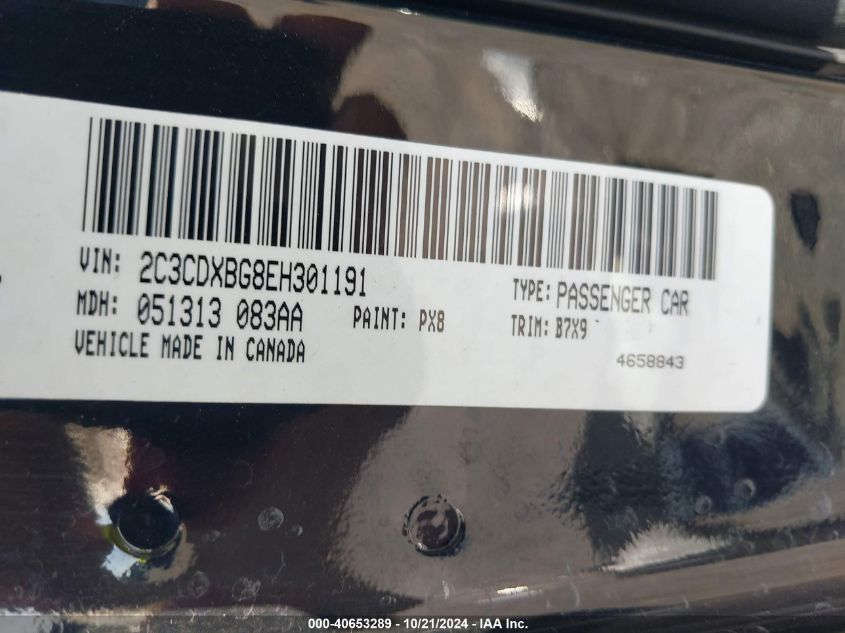 VIN: 2C3CDXBG8EH301191 TYPE: PASSENGER CAR
MDH: 051313 083AA PAINT: PX8 TRIM: B7X9
VEHICLE MADE IN CANADA 4658843
000-40653289 - 10/21/2024 - IAA Inc.